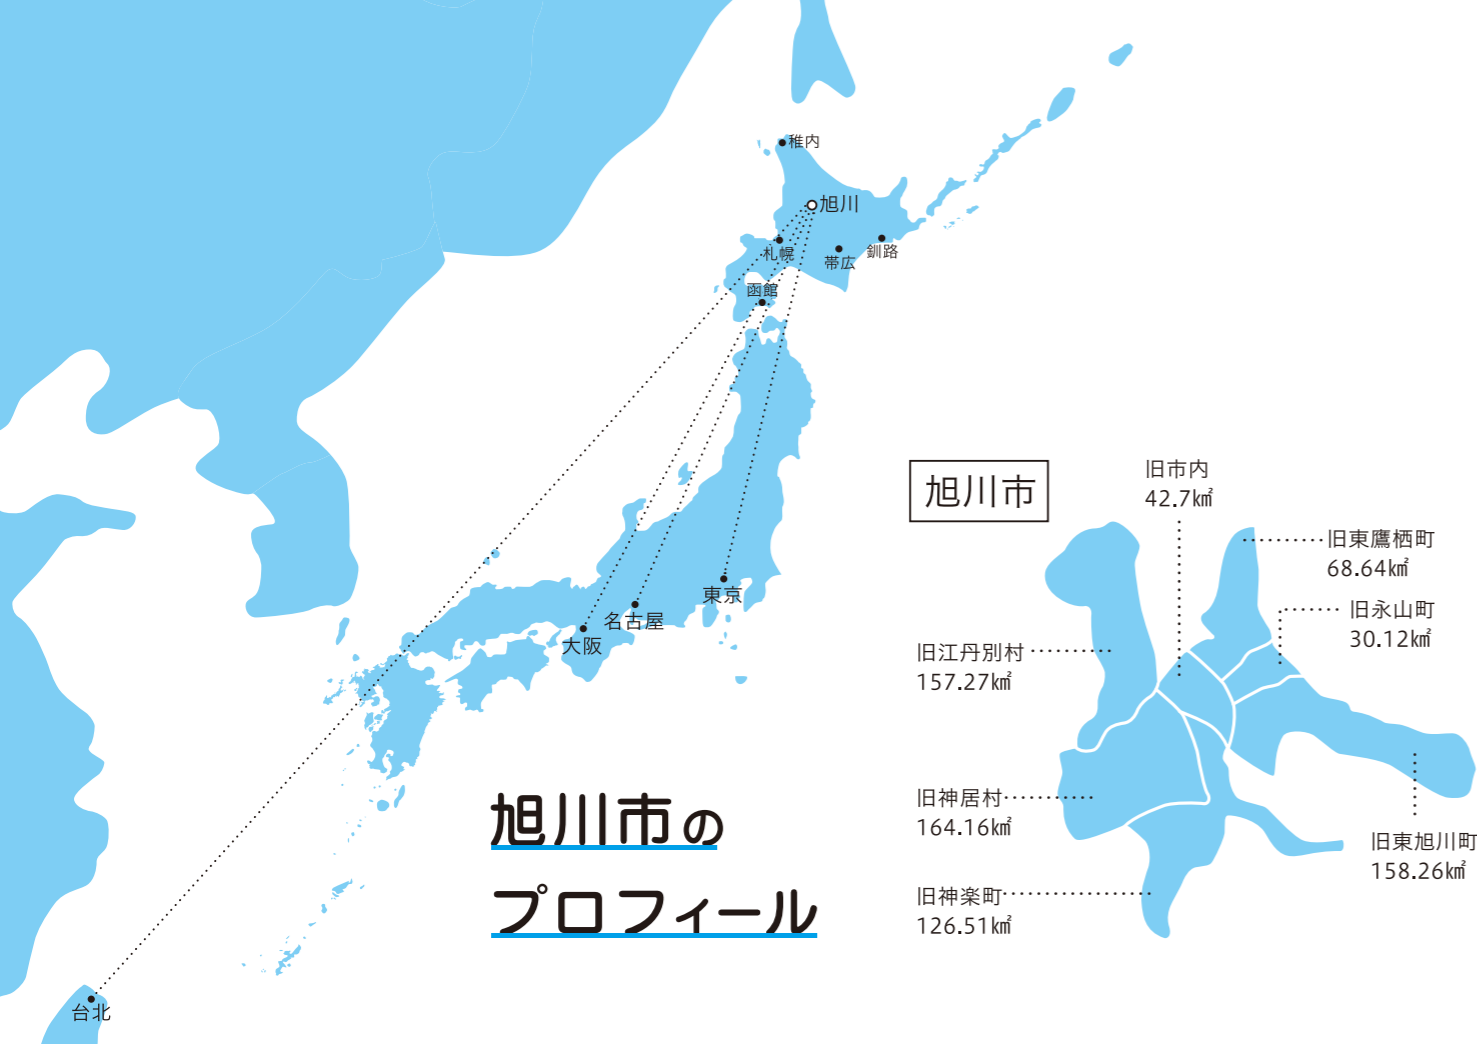 稚内
旭川
札幌
帯広
釧路
函館
東京
名古屋
大阪
台北
旭川市の
プロフィール
旭川市
旧市内
42.7㎢
旧東鷹栖町
68.64㎢
旧永山町
30.12㎢
旧江丹別村
157.27㎢
旧神居村
164.16㎢
旧東旭川町
158.26㎢
旧神楽町
126.51㎢